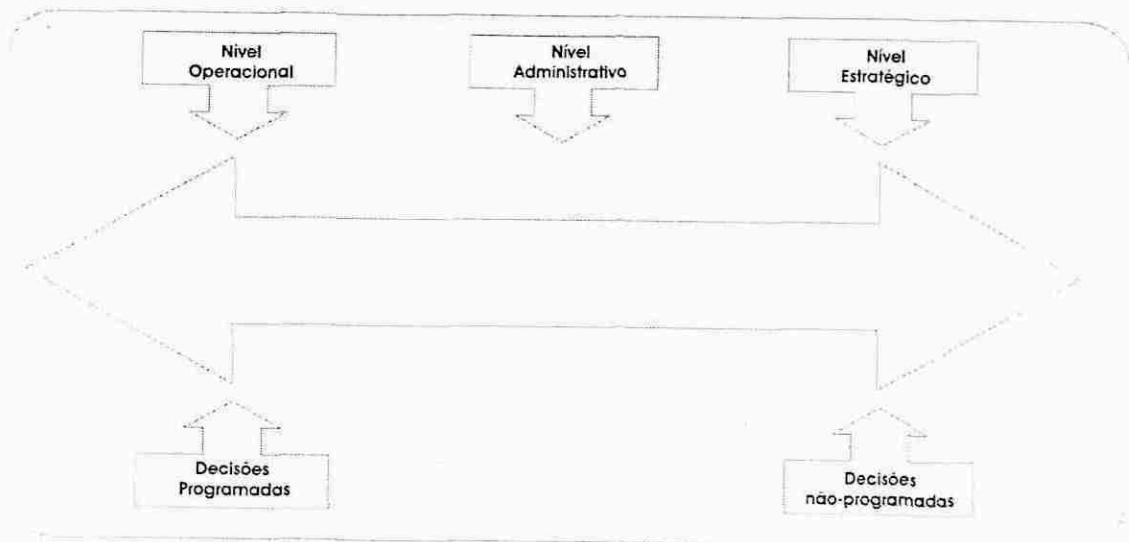 Nível
Operacional
Nível
Administrativo
Nível
Estratégico
Decisões
Programadas
Decisões
não-programadas